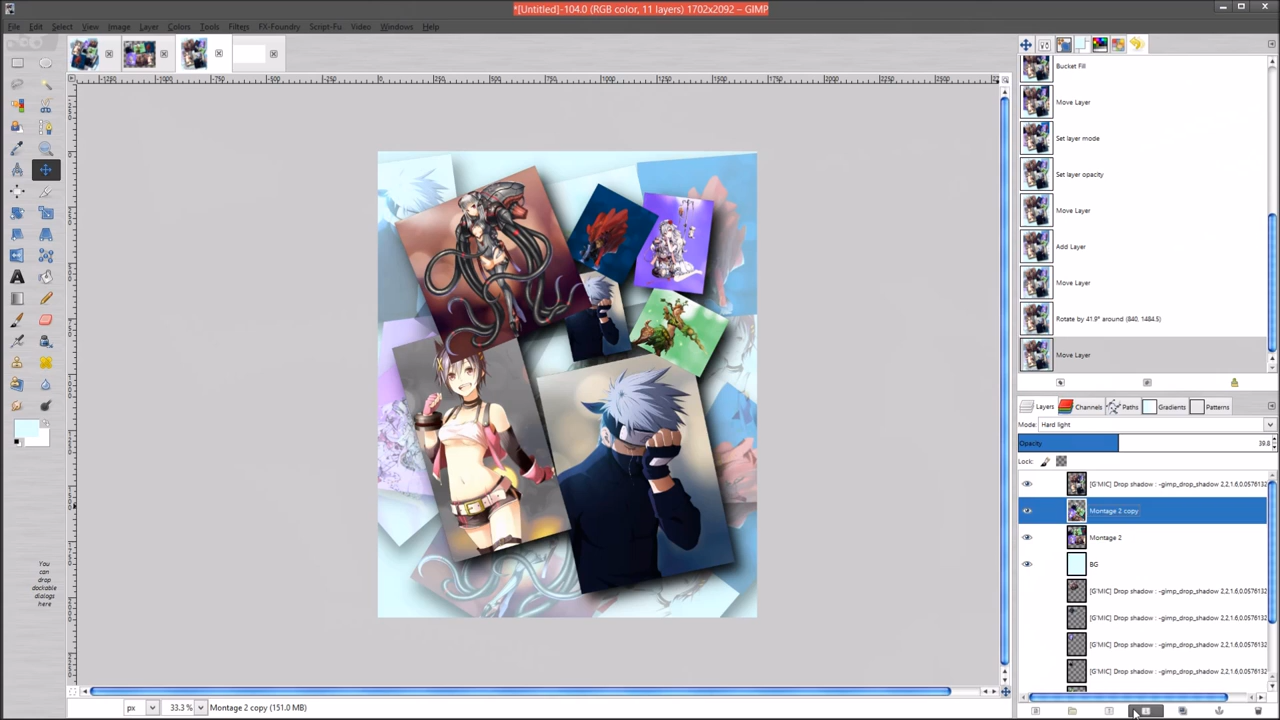 *[Untitled]-104.0 (RGB color, 11 layers) 1702x2092 – GIMP
File Edit Select View Image Layer Colors Tools Filters FX-Foundry Script-Fu Video Windows Help
Bucket Fill
Move Layer
Set layer mode
Set layer opacity
Move Layer
Add Layer
Move Layer
Rotate by 41.9° around (840, 1484.5)
Move Layer
Layers Channels Paths Gradients Patterns
Mode: Hard light
Opacity 39.8
Lock:
[G'MIC] Drop shadow : -gimp_drop_shadow 2,2,1.6,0.0576132
Montage 2 copy
Montage 2
BG
[G'MIC] Drop shadow : -gimp_drop_shadow 2,2,1.6,0.0576132
[G'MIC] Drop shadow : -gimp_drop_shadow 2,2,1.6,0.0576132
[G'MIC] Drop shadow : -gimp_drop_shadow 2,2,1.6,0.0576132
[G'MIC] Drop shadow : -gimp_drop_shadow 2,2,1.6,0.0576132
You
can
drop
dockable
dialogs
here
px 33.3 % Montage 2 copy (151.0 MB)